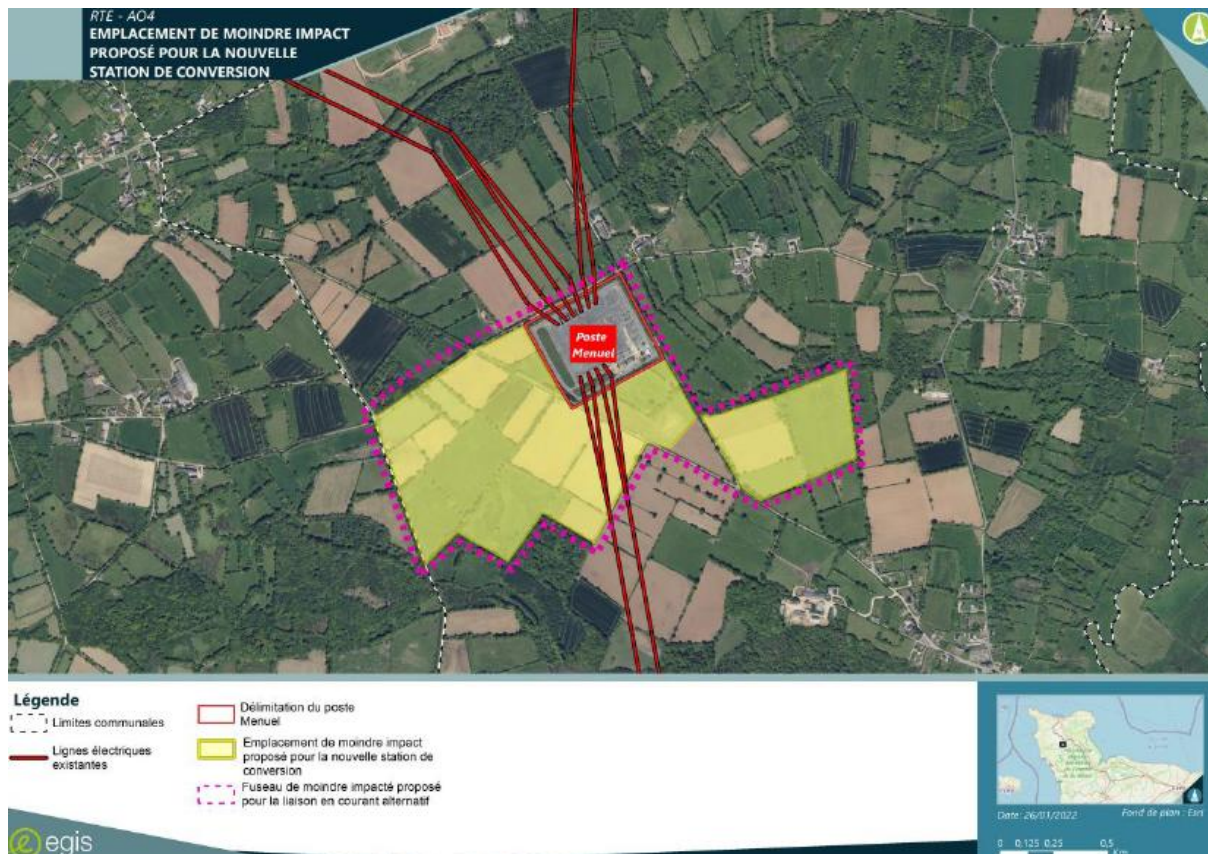 RTE - AO4
EMPLACEMENT DE MOINDRE IMPACT
PROPOSÉ POUR LA NOUVELLE
STATION DE CONVERSION
Poste
Menuel
Légende
Limites communales
Lignes électriques
existantes
Délimitation du poste
Menuel
Emplacement de moindre impact
proposé pour la nouvelle station de
conversion
Fuseau de moindre impacté proposé
pour la liaison en courant alternatif
Date: 26/01/2022
Fond de plan : Esri
0 0,125 0,25 0,5
Km
egis